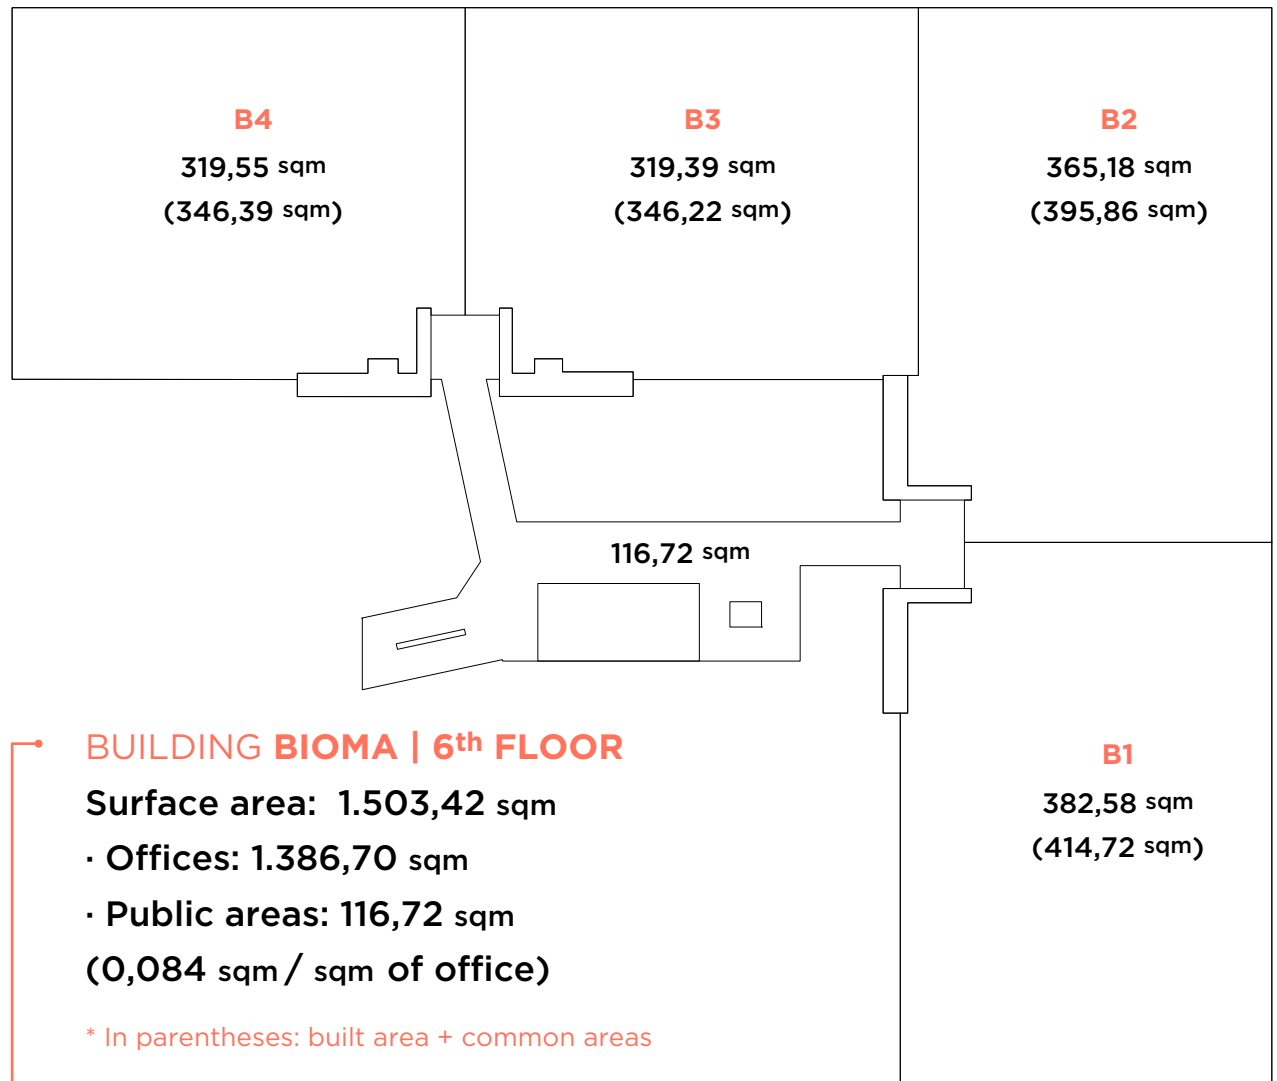 B4
319,55 sqm
(346,39 sqm)
B3
319,39 sqm
(346,22 sqm)
B2
365,18 sqm
(395,86 sqm)
116,72 sqm
B1
382,58 sqm
(414,72 sqm)
BUILDING BIOMA | 6th FLOOR
Surface area: 1.503,42 sqm
· Offices: 1.386,70 sqm
· Public areas: 116,72 sqm
(0,084 sqm / sqm of office)
* In parentheses: built area + common areas